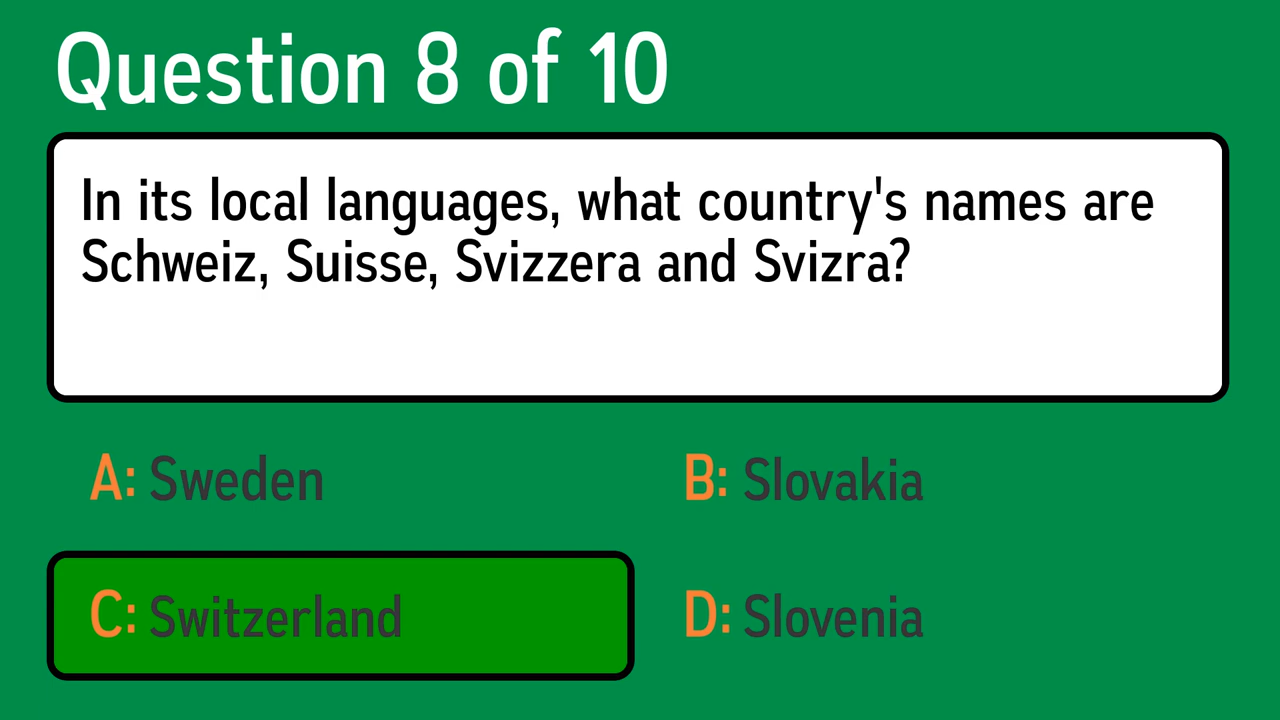 Question 8 of 10
In its local languages, what country's names are
Schweiz, Suisse, Svizzera and Svizra?
A: Sweden
B: Slovakia
C: Switzerland
D: Slovenia